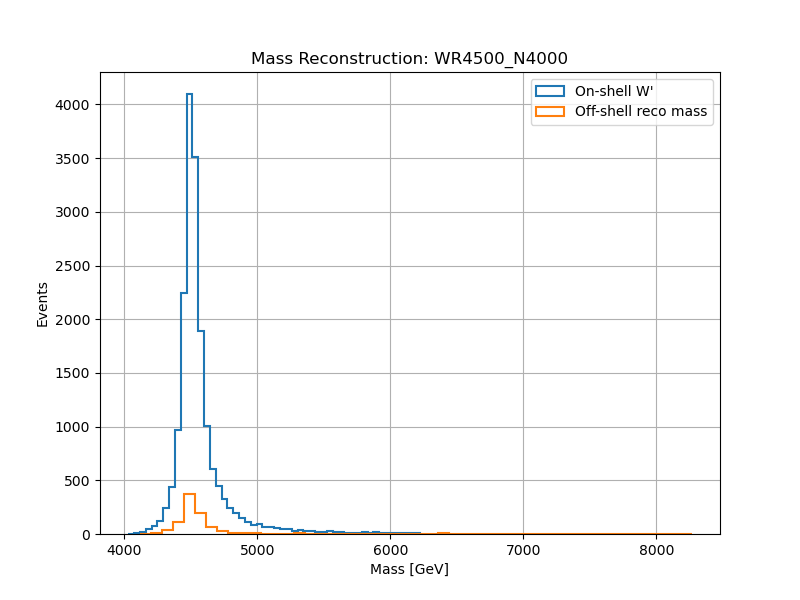 Mass Reconstruction: WR4500_N4000
On-shell W'
Off-shell reco mass
4000
3500
3000
2500
2000
1500
1000
500
0
Events
4000
5000
6000
7000
8000
Mass [GeV]